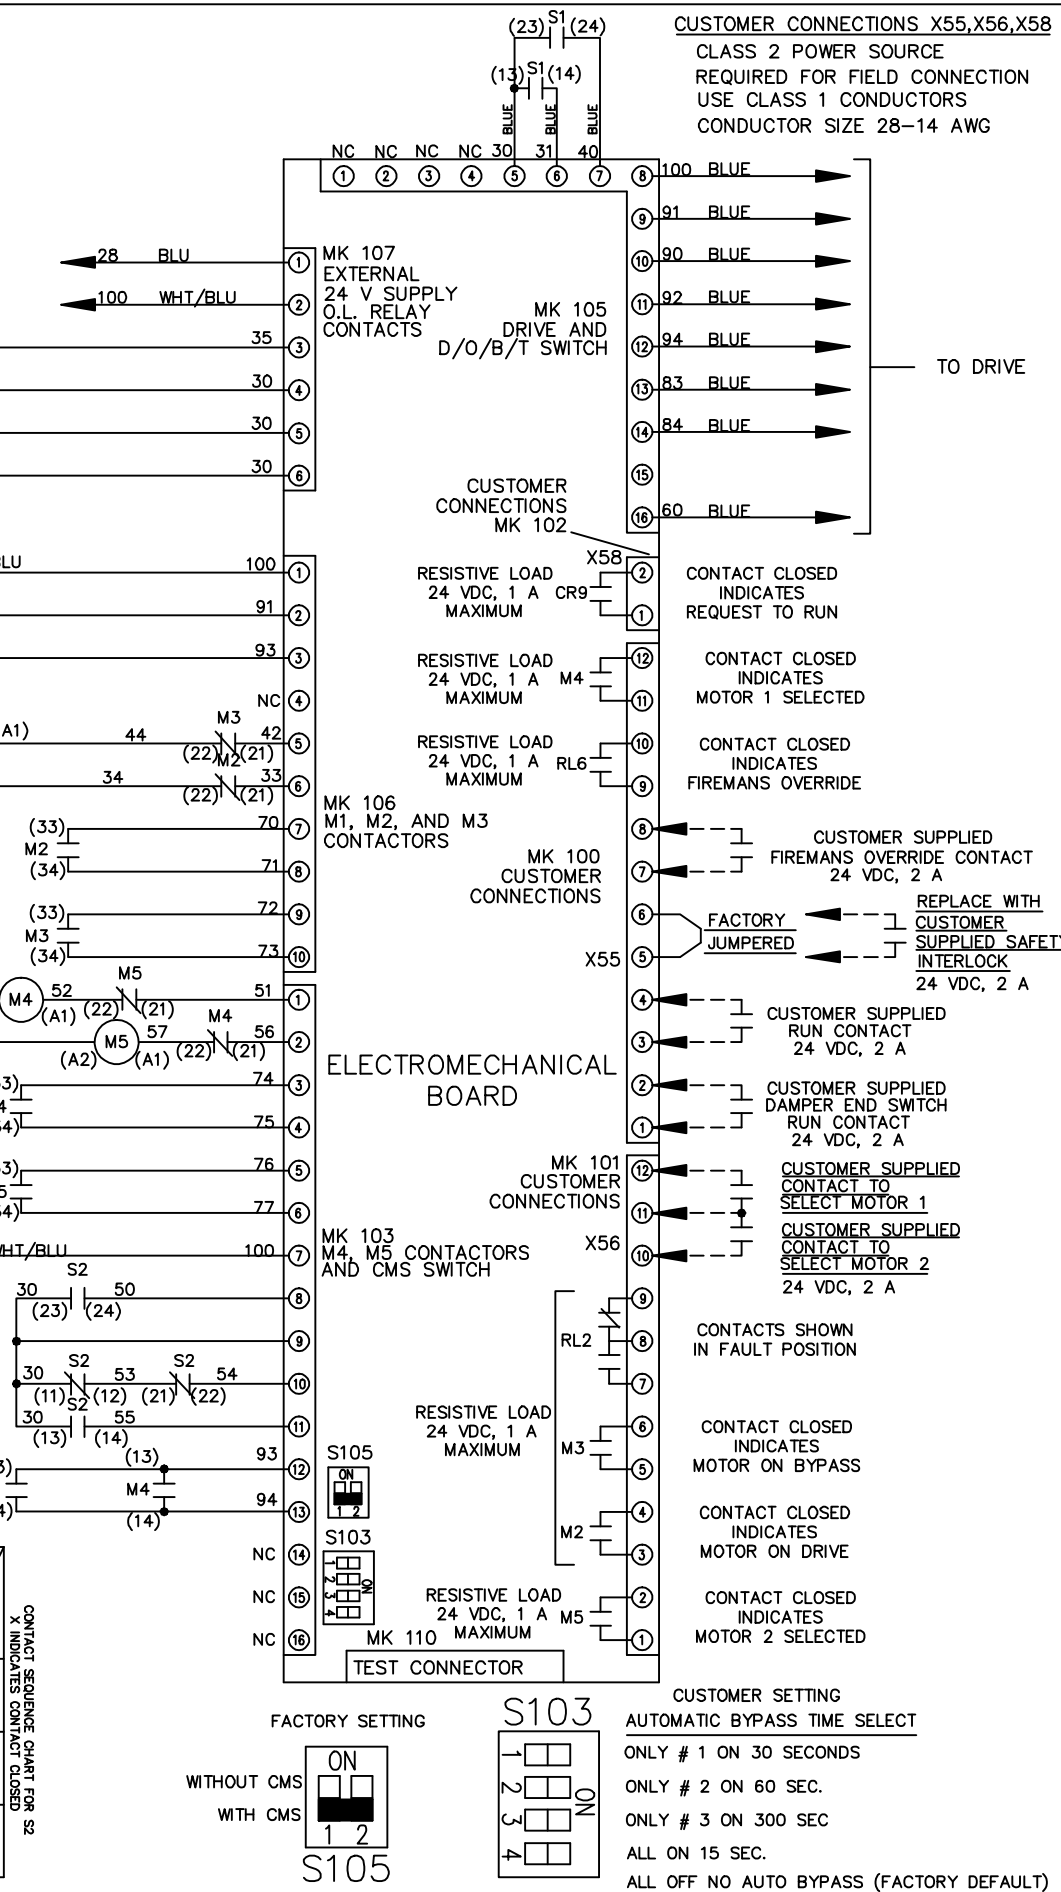 CUSTOMER CONNECTIONS X55,X56,X58
CLASS 2 POWER SOURCE
REQUIRED FOR FIELD CONNECTION
USE CLASS 1 CONDUCTORS
CONDUCTOR SIZE 28-14 AWG
S1
(23) (24)
S1
(13) (14)
BLUE BLUE BLUE
NC NC NC NC 30 31 40
1 2 3 4 5 6 7
8 100 BLUE
9 91 BLUE
10 90 BLUE
11 92 BLUE
12 94 BLUE
13 83 BLUE
14 84 BLUE
15
16 60 BLUE
TO DRIVE
28 BLU 1
100 WHT/BLU 2
35 3
30 4
30 5
30 6
MK 107
EXTERNAL
24 V SUPPLY
O.L. RELAY
CONTACTS
MK 105
DRIVE AND
D/O/B/T SWITCH
CUSTOMER
CONNECTIONS
MK 102
X58
RESISTIVE LOAD
24 VDC, 1 A
MAXIMUM
CR9
2
1
CONTACT CLOSED
INDICATES
REQUEST TO RUN
LU 100 1
91 2
93 3
NC 4
A1) 44 M3 42 5
(22) (21)
34 M2 33 6
(22) (21)
(33) 70 7
M2
(34) 71 8
(33) 72 9
M3
(34) 73 10
MK 106
M1, M2, AND M3
CONTACTORS
RESISTIVE LOAD
24 VDC, 1 A
MAXIMUM
M4
12
11
CONTACT CLOSED
INDICATES
MOTOR 1 SELECTED
RESISTIVE LOAD
24 VDC, 1 A
MAXIMUM
RL6
10
9
CONTACT CLOSED
INDICATES
FIREMANS OVERRIDE
MK 100
CUSTOMER
CONNECTIONS
X55
8
7
CUSTOMER SUPPLIED
FIREMANS OVERRIDE CONTACT
24 VDC, 2 A
6
5
FACTORY
JUMPERED
REPLACE WITH
CUSTOMER
SUPPLIED SAFETY
INTERLOCK
24 VDC, 2 A
4
3
CUSTOMER SUPPLIED
RUN CONTACT
24 VDC, 2 A
2
1
CUSTOMER SUPPLIED
DAMPER END SWITCH
RUN CONTACT
24 VDC, 2 A
M4 52 M5 51 1
(A1) (22) (21)
M5 57 M4 56 2
(A2) (A1) (22) (21)
3) 74 3
4
4) 75 4
3) 76 5
5
4) 77 6
HT/BLU 100 7
ELECTROMECHANICAL
BOARD
MK 103
M4, M5 CONTACTORS
AND CMS SWITCH
30 S2 50 8
(23) (24)
9
30 S2 53 S2 54 10
(11) (12) (21) (22)
30 S2 55 11
(13) (14)
3) (13) 93 12
M4
4) (14) 94 13
NC 14
NC 15
NC 16
MK 101
CUSTOMER
CONNECTIONS
X56
12
11
10
CUSTOMER SUPPLIED
CONTACT TO
SELECT MOTOR 1
CUSTOMER SUPPLIED
CONTACT TO
SELECT MOTOR 2
24 VDC, 2 A
9
RL2 8
7
CONTACTS SHOWN
IN FAULT POSITION
RESISTIVE LOAD
24 VDC, 1 A
MAXIMUM
M3
6
5
CONTACT CLOSED
INDICATES
MOTOR ON BYPASS
M2
4
3
CONTACT CLOSED
INDICATES
MOTOR ON DRIVE
RESISTIVE LOAD
24 VDC, 1 A
MAXIMUM
M5
2
1
CONTACT CLOSED
INDICATES
MOTOR 2 SELECTED
S105
ON
1 2
S103
1
2
3
4
ON
MK 110
TEST CONNECTOR
CONTACT SEQUENCE CHART FOR S2
X INDICATES CONTACT CLOSED
FACTORY SETTING
WITHOUT CMS
WITH CMS
ON
1 2
S105
S103
1
2
3
4
ON
CUSTOMER SETTING
AUTOMATIC BYPASS TIME SELECT
ONLY # 1 ON 30 SECONDS
ONLY # 2 ON 60 SEC.
ONLY # 3 ON 300 SEC
ALL ON 15 SEC.
ALL OFF NO AUTO BYPASS (FACTORY DEFAULT)